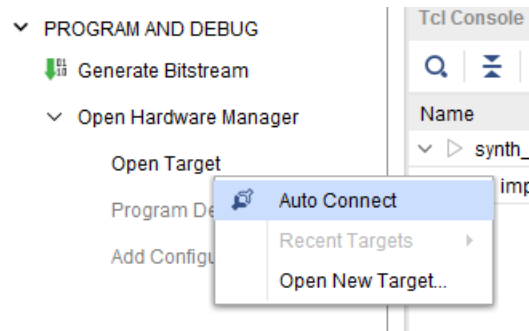 PROGRAM AND DEBUG
Generate Bitstream
Open Hardware Manager
Open Target
Program De
Add Configu
Auto Connect
Recent Targets
Open New Target...
Tcl Console
Name
synth_
imp